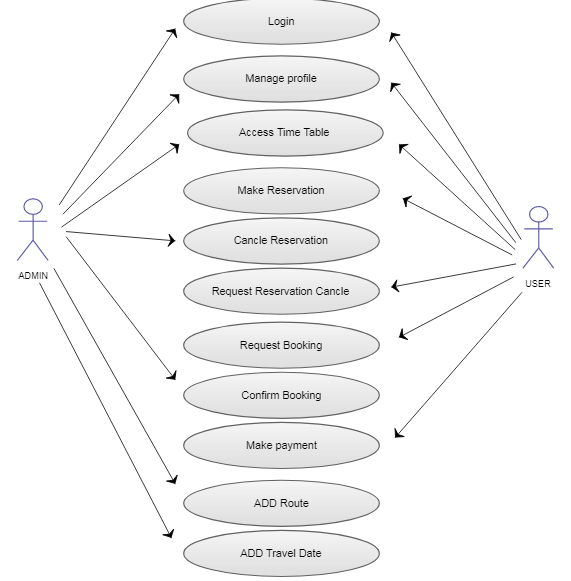 Login
Manage profile
Access Time Table
Make Reservation
Cancle Reservation
ADMIN
USER
Request Reservation Cancle
Request Booking
Confirm Booking
Make payment
ADD Route
ADD Travel Date